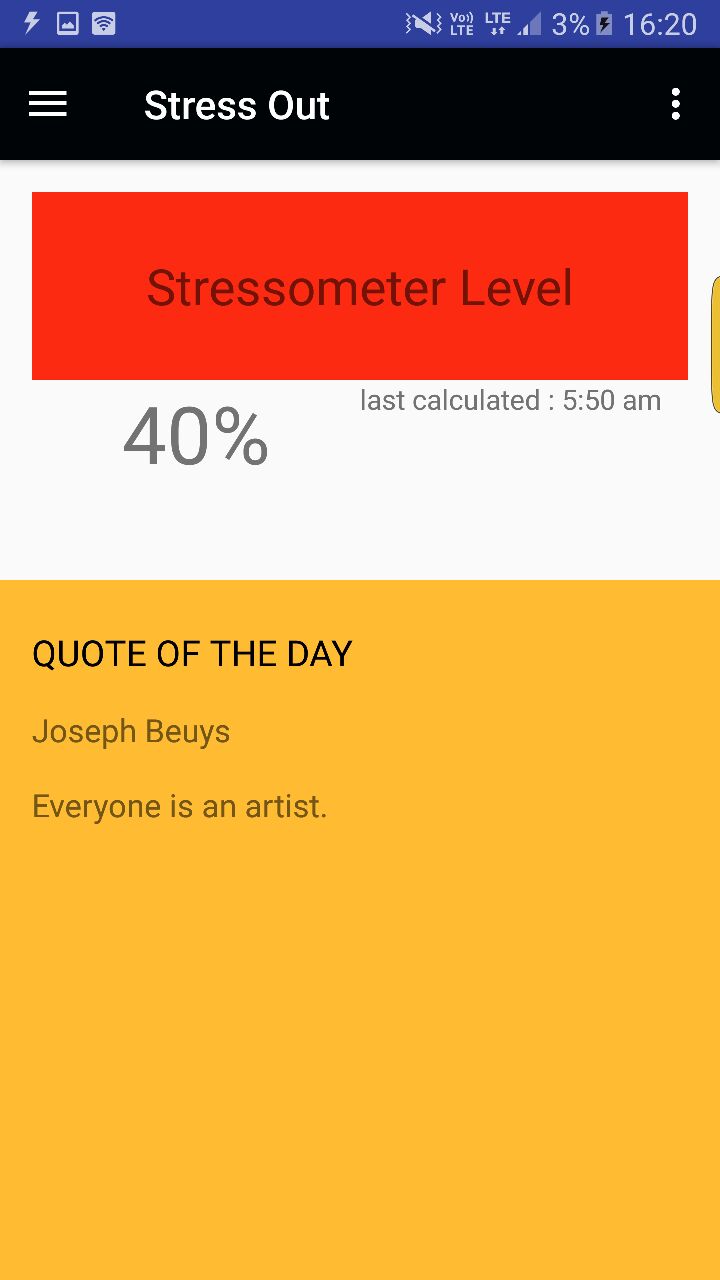 Vo)) LTE LTE 3% 16:20
Stress Out
Stressometer Level
last calculated : 5:50 am
40%
QUOTE OF THE DAY
Joseph Beuys
Everyone is an artist.